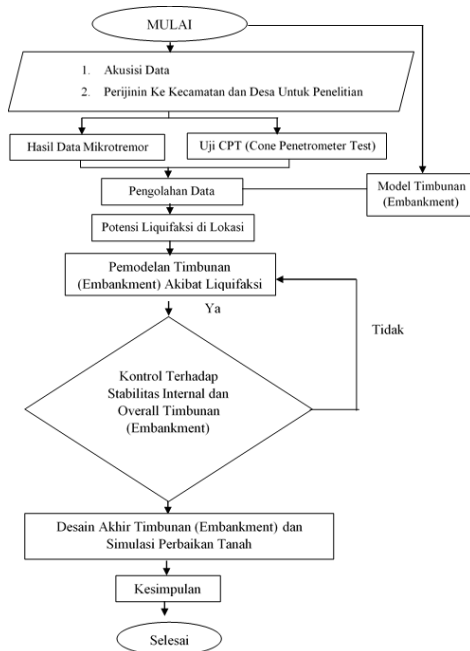 MULAI
1. Akusisi Data
2. Perijinin Ke Kecamatan dan Desa Untuk Penelitian
Hasil Data Mikrotremor
Uji CPT (Cone Penetrometer Test)
Pengolahan Data
Model Timbunan
(Embankment)
Potensi Liquifaksi di Lokasi
Pemodelan Timbunan
(Embankment) Akibat Liquifaksi
Ya
Tidak
Kontrol Terhadap
Stabilitas Internal dan
Overall Timbunan
(Embankment)
Desain Akhir Timbunan (Embankment) dan
Simulasi Perbaikan Tanah
Kesimpulan
Selesai